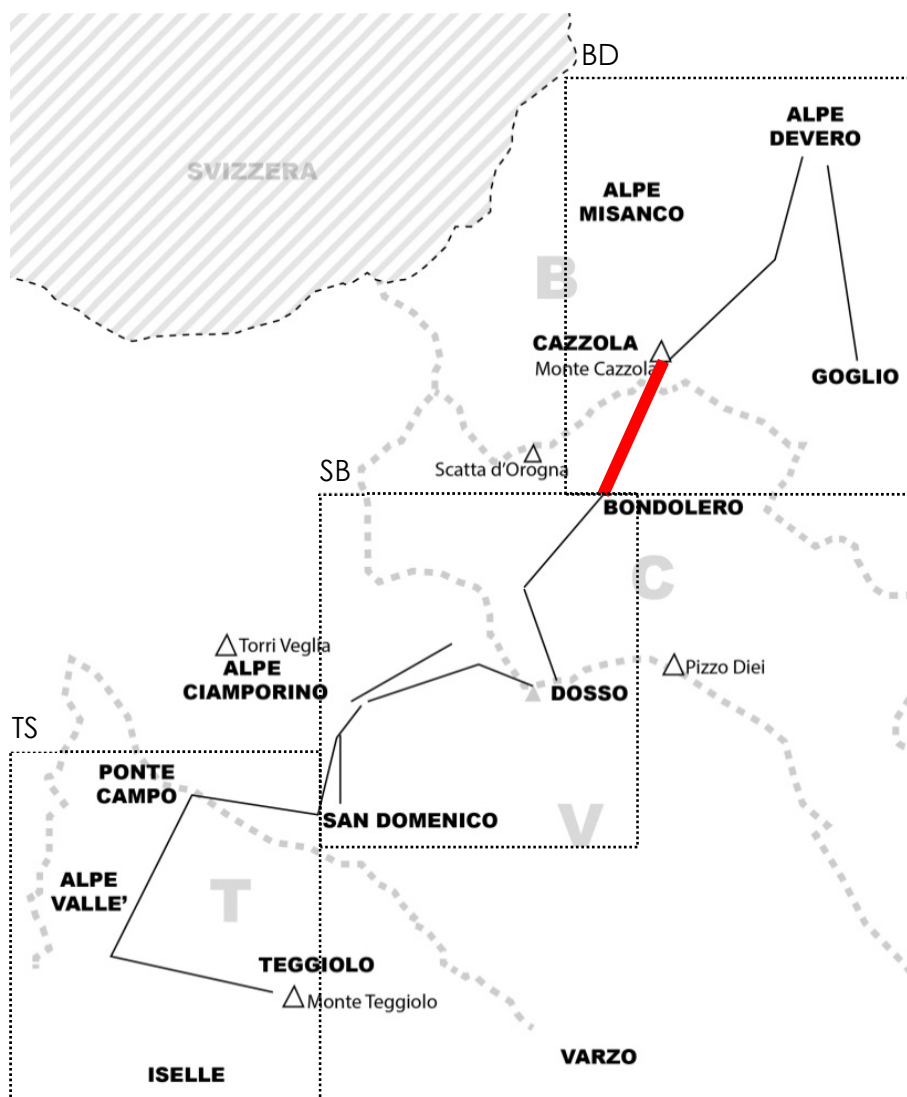 BD
ALPE
DEVERO
SVIZZERA
ALPE
MISANCO
B
CAZZOLA
Monte Cazzola
GOGLIO
Scatta d'Orogna
SB
BONDOLERO
C
Torri Veglia
ALPE
CIAMPORINO
Pizzo Diei
DOSSO
TS
PONTE
CAMPO
SAN DOMENICO
V
ALPE
VALLE'
T
TEGGIOLO
Monte Teggiolo
VARZO
ISELLE